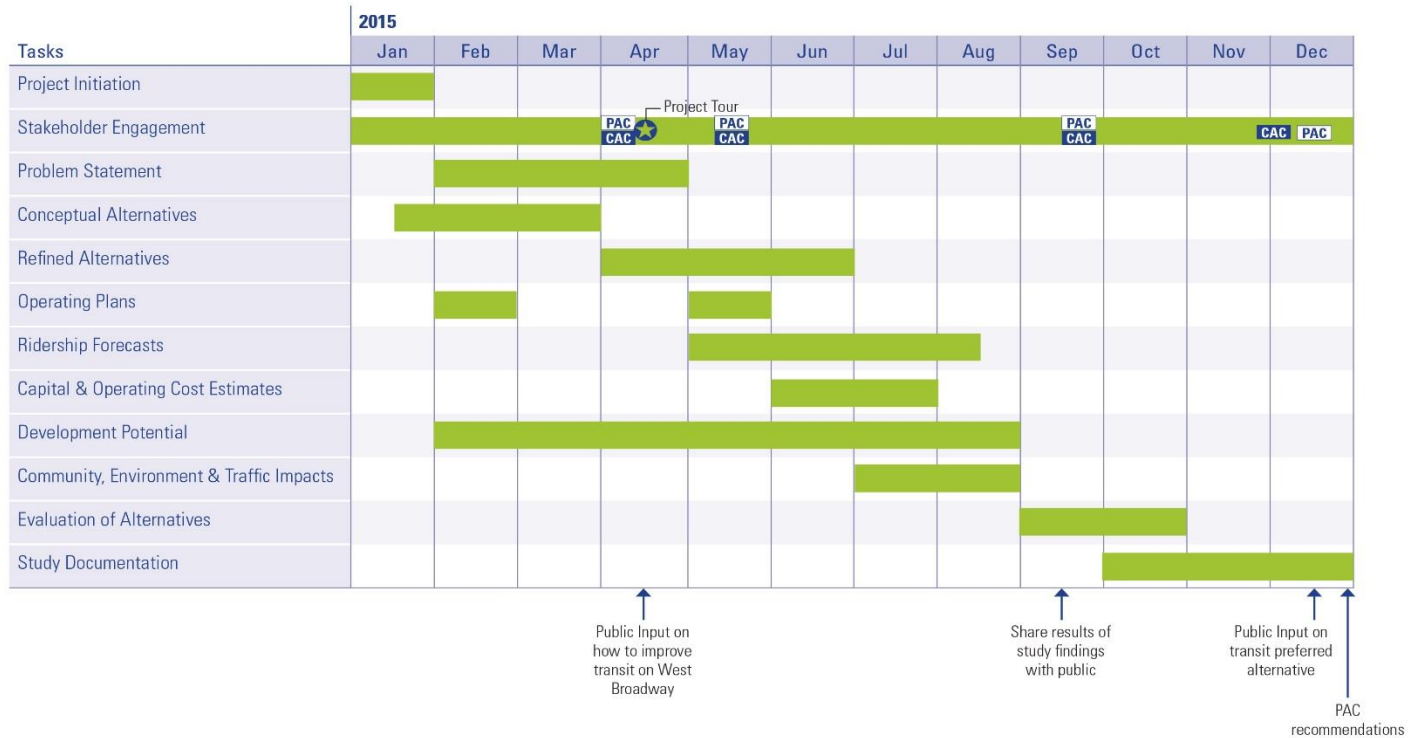 2015
Tasks Jan Feb Mar Apr May Jun Jul Aug Sep Oct Nov Dec
Project Initiation
Project Tour
Stakeholder Engagement
PAC PAC PAC
CAC CAC CAC
CAC PAC
Problem Statement
Conceptual Alternatives
Refined Alternatives
Operating Plans
Ridership Forecasts
Capital & Operating Cost Estimates
Development Potential
Community, Environment & Traffic Impacts
Evaluation of Alternatives
Study Documentation
Public Input on
how to improve
transit on West
Broadway
Share results of
study findings
with public
Public Input on
transit preferred
alternative
PAC
recommendations